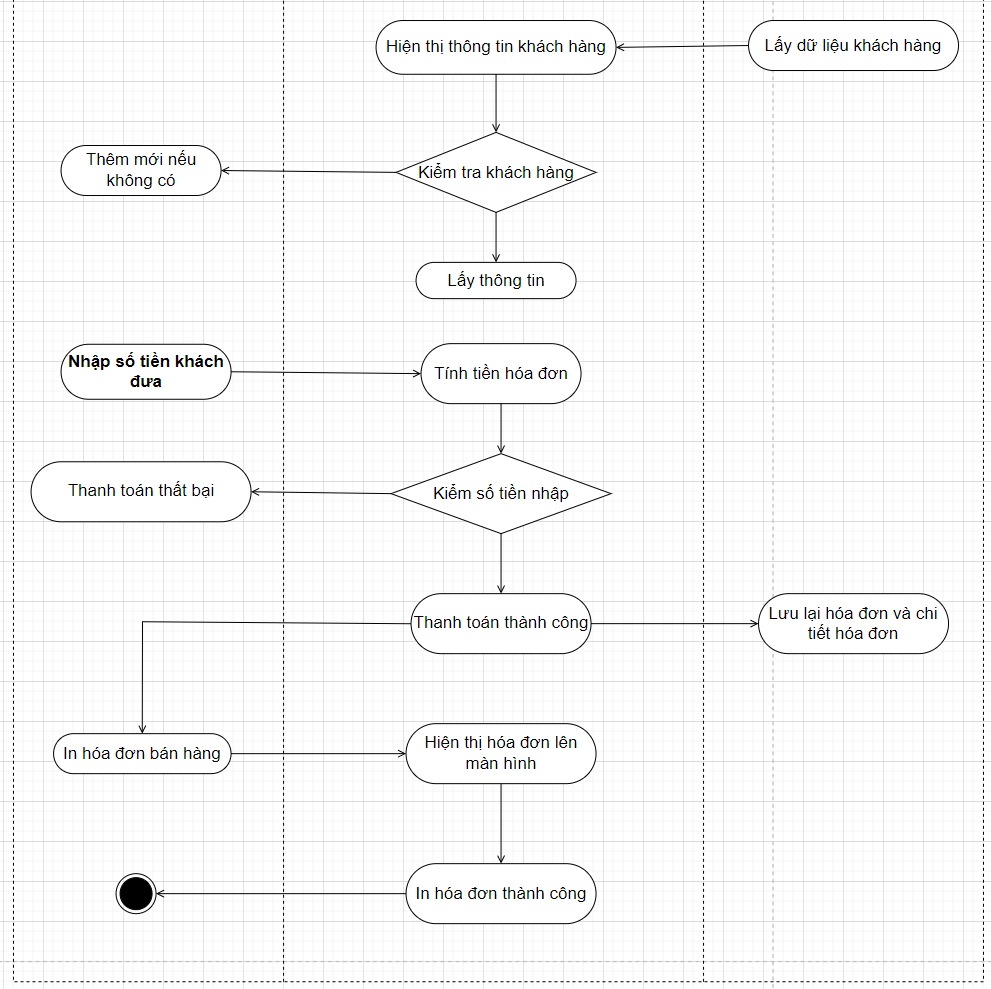 Hiện thị thông tin khách hàng
Lấy dữ liệu khách hàng
Thêm mới nếu
không có
Kiểm tra khách hàng
Lấy thông tin
Nhập số tiền khách
đưa
Tính tiền hóa đơn
Thanh toán thất bại
Kiểm số tiền nhập
Thanh toán thành công
Lưu lại hóa đơn và chi
tiết hóa đơn
In hóa đơn bán hàng
Hiện thị hóa đơn lên
màn hình
In hóa đơn thành công